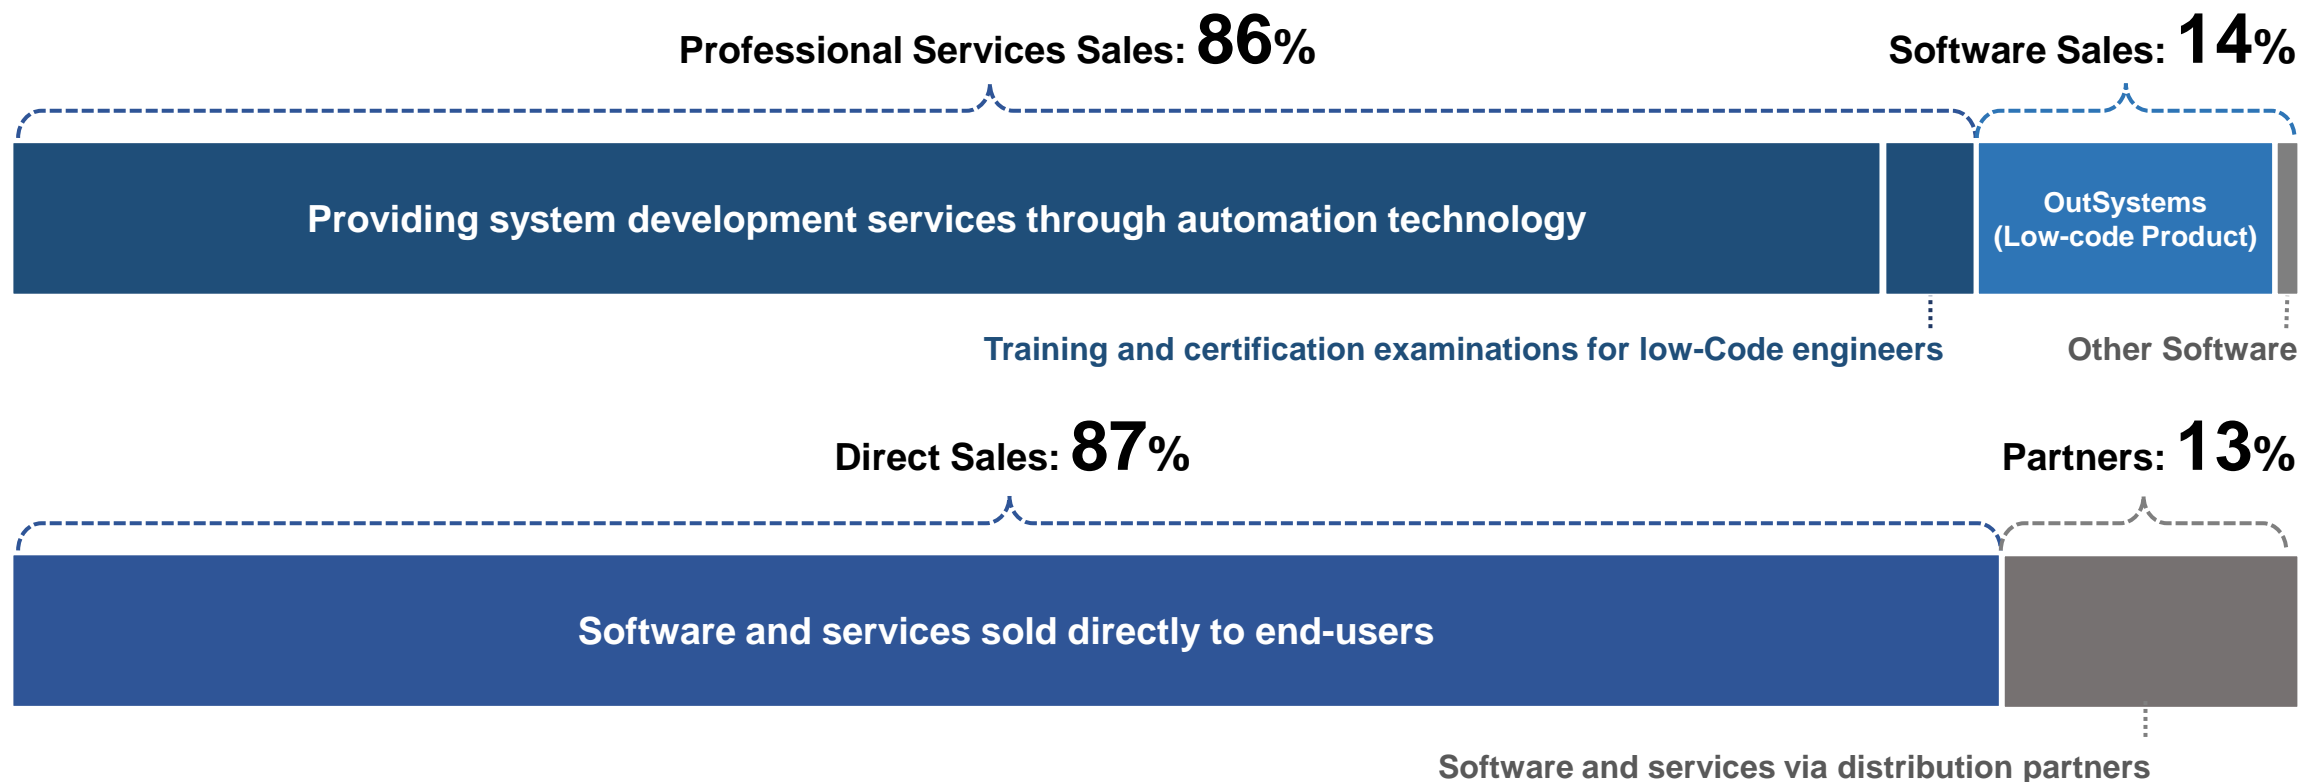 Professional Services Sales: 86%
Software Sales: 14%
Providing system development services through automation technology
OutSystems
(Low-code Product)
Training and certification examinations for low-Code engineers
Other Software
Direct Sales: 87%
Partners: 13%
Software and services sold directly to end-users
Software and services via distribution partners